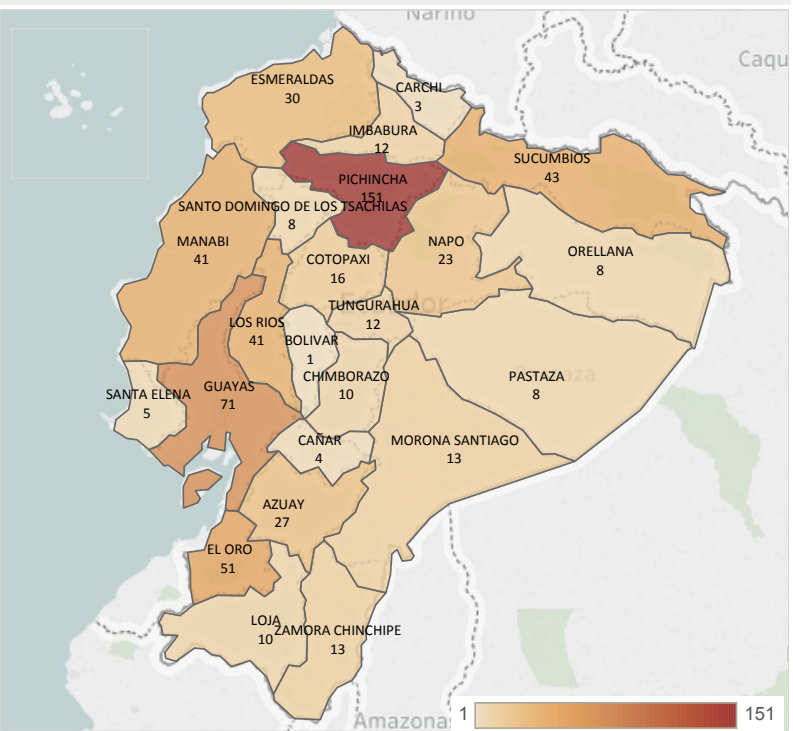 Nariño
Caqu
ESMERALDAS
30
CARCHI
3
IMBABURA
12
SUCUMBIOS
43
PICHINCHA
151
SANTO DOMINGO DE LOS TSACHILAS
8
MANABI
41
NAPO
23
ORELLANA
8
COTOPAXI
16
Ecuador
TUNGURAHUA
12
LOS RIOS
41
BOLIVAR
1
CHIMBORAZO
10
PASTAZA
8
SANTA ELENA
5
GUAYAS
71
CAÑAR
4
MORONA SANTIAGO
13
AZUAY
27
EL ORO
51
LOJA
10
ZAMORA CHINCHIPE
13
Amazonas
1
151